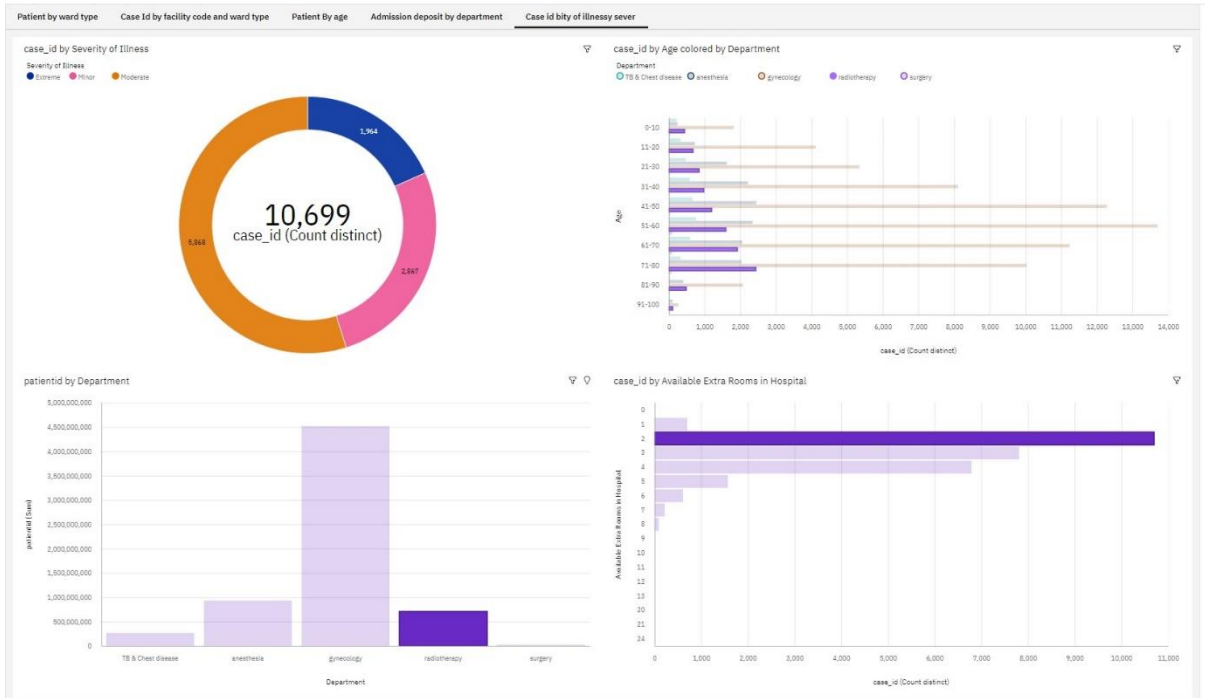 Patient by ward type
Case Id by facility code and ward type
Patient By age
Admission deposit by department
Case id bity of illnessy sever
case_id by Severity of Illness
Severity of Illness
Extreme
Minor
Moderate
1,964
2,867
5,868
10,699
case_id (Count distinct)
case_id by Age colored by Department
Department
TB & Chest disease
anesthesia
gynecology
radiotherapy
surgery
Age
0-10
11-20
21-30
31-40
41-50
51-60
61-70
71-80
81-90
91-100
0 1,000 2,000 3,000 4,000 5,000 6,000 7,000 8,000 9,000 10,000 11,000 12,000 13,000 14,000
case_id (Count distinct)
patientid by Department
patientid (Sum)
5,000,000,000
4,500,000,000
4,000,000,000
3,500,000,000
3,000,000,000
2,500,000,000
2,000,000,000
1,500,000,000
1,000,000,000
500,000,000
0
TB & Chest disease anesthesia gynecology radiotherapy surgery
Department
case_id by Available Extra Rooms in Hospital
Available Extra Rooms in Hospital
0
1
2
3
4
5
6
7
8
9
10
11
12
13
20
21
24
0 1,000 2,000 3,000 4,000 5,000 6,000 7,000 8,000 9,000 10,000 11,000
case_id (Count distinct)